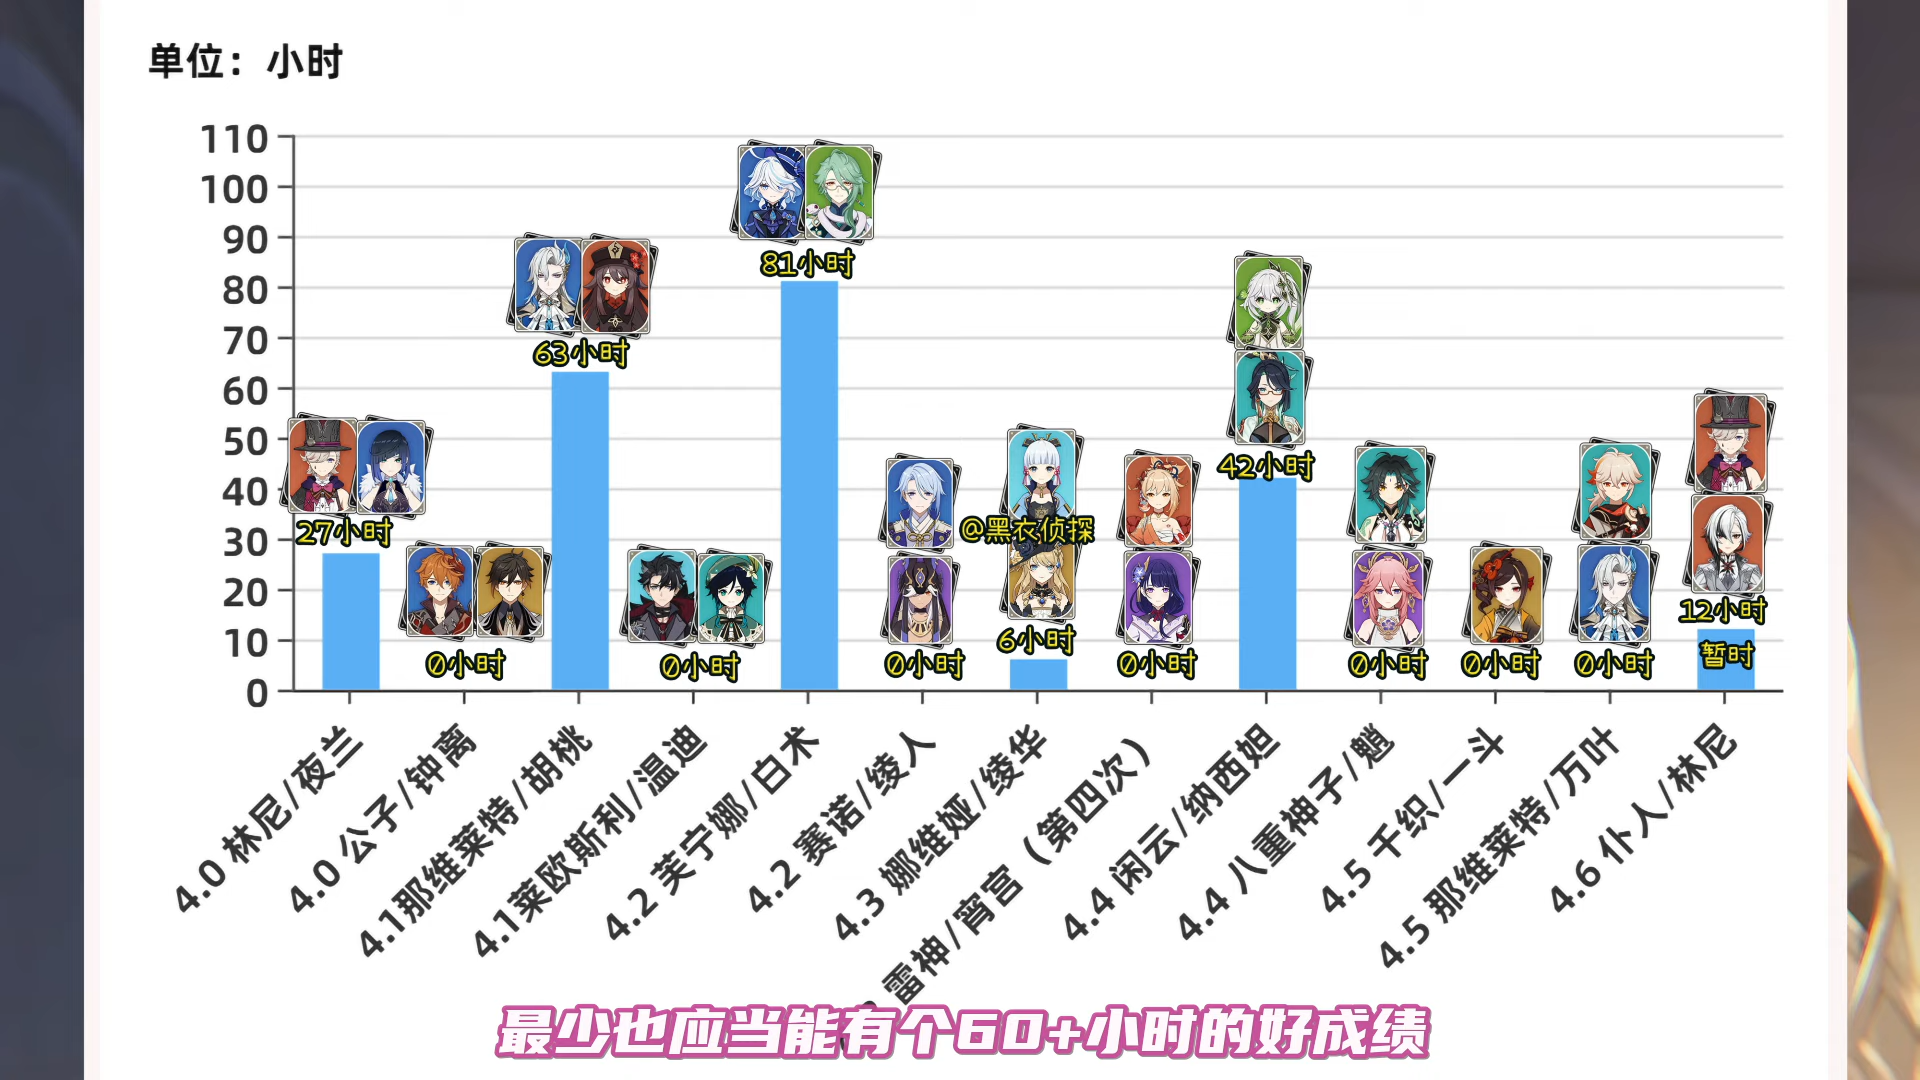 单位：小时
110
100
90
80
70
60
50
40
30
20
10
0
27小时
0小时
63小时
0小时
81小时
0小时
@黑衣侦探
6小时
0小时
42小时
0小时
0小时
0小时
12小时
暂时
4.0 林尼/夜兰
4.0 公子/钟离
4.1那维莱特/胡桃
4.1莱欧斯利/温迪
4.2 芙宁娜/白术
4.2 赛诺/绫人
4.3 娜维娅/绫华
雷神/宵宫（第四次）
4.4 闲云/纳西妲
4.4 八重神子/魈
4.5 千织/一斗
4.5 那维莱特/万叶
4.6 仆人/林尼
最少也应当能有个60+小时的好成绩